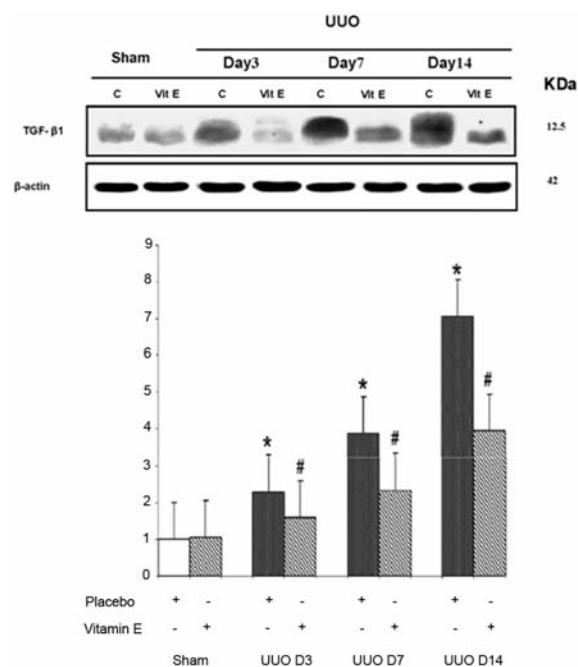 UUO
Sham Day3 Day7 Day14
KDa
C Vit E C Vit E C Vit E C Vit E
TGF- β1 12.5
β-actin 42
9
8
7
6
5
4
3
2
1
0
* # * # * #
Placebo + - + - + - + -
Vitamin E - + - + - + - +
Sham UUO D3 UUO D7 UUO D14